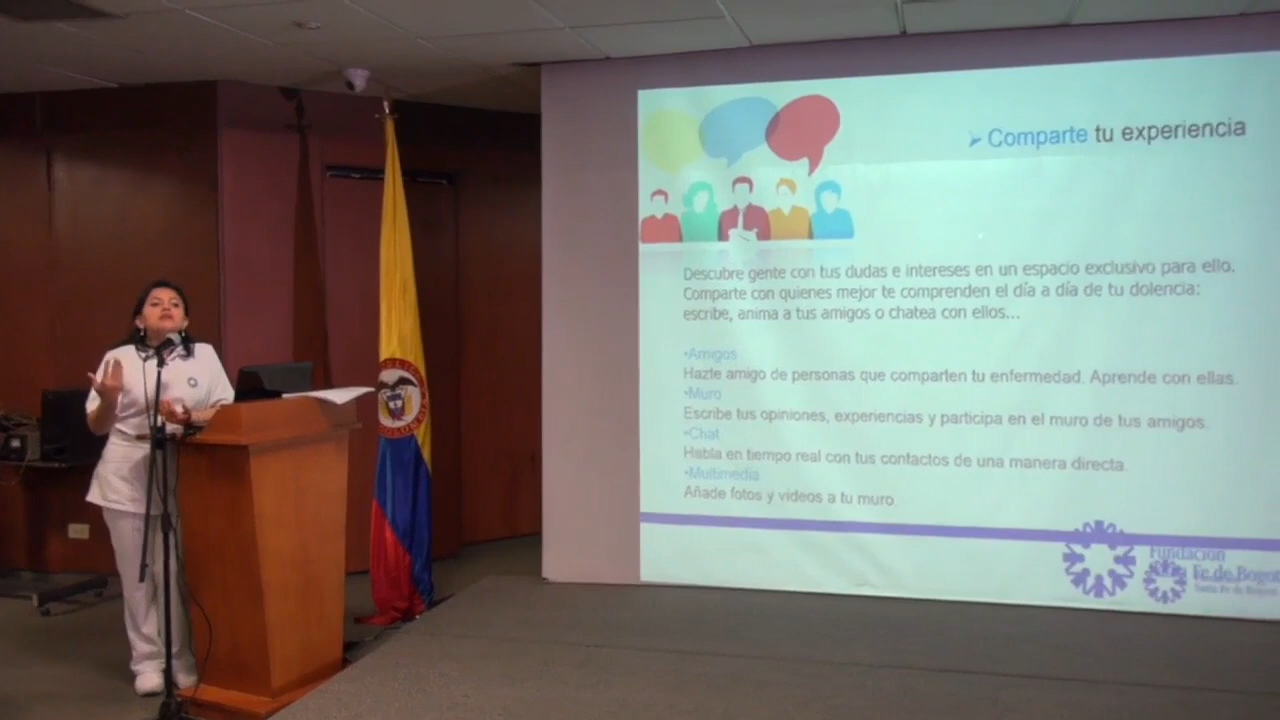 ➢ Comparte tu experiencia
Descubre gente con tus dudas e intereses en un espacio exclusivo para ello.
Comparte con quienes mejor te comprenden el día a día de tu dolencia:
escribe, anima a tus amigos o chatea con ellos...
•Amigos
Hazte amigo de personas que comparten tu enfermedad. Aprende con ellas.
•Muro
Escribe tus opiniones, experiencias y participa en el muro de tus amigos.
•Chat
Habla en tiempo real con tus contactos de una manera directa.
•Multimedia
Añade fotos y videos a tu muro.
Fundación
Fe de Bogot
Santa Fe de Bogot